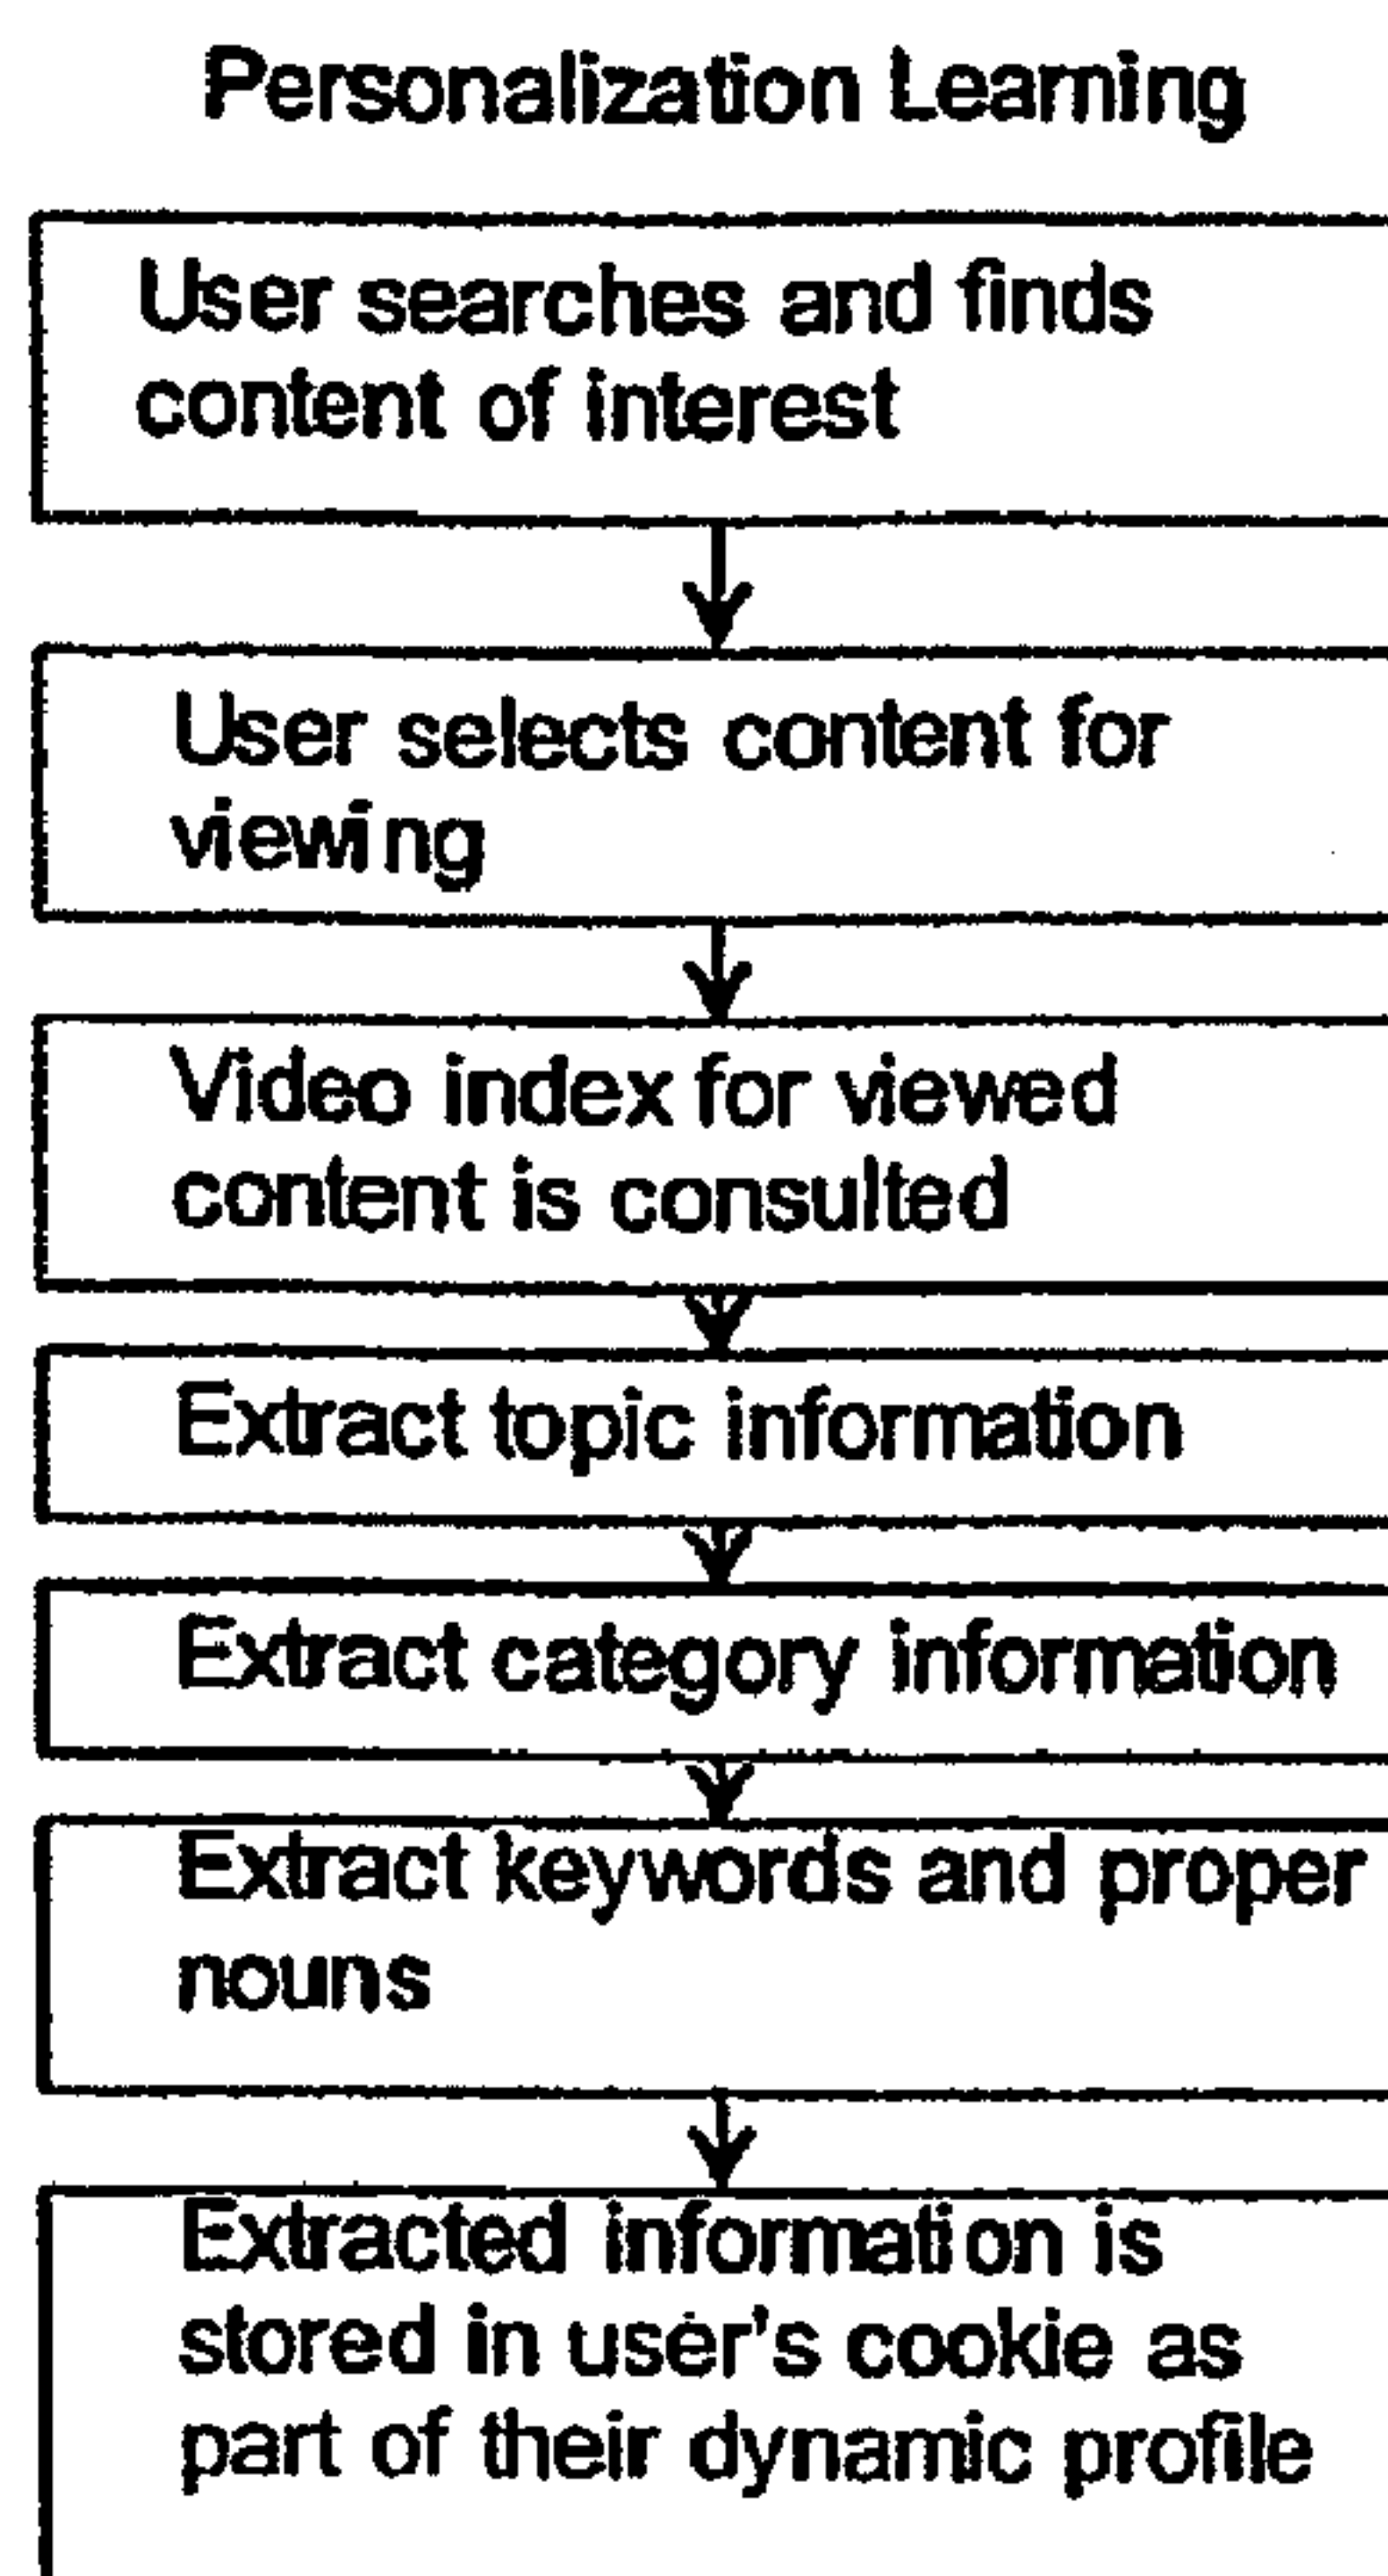 Personalization Learning
User searches and finds
content of interest
User selects content for
viewing
Video index for viewed
content is consulted
Extract topic information
Extract category information
Extract keywords and proper
nouns
Extracted information is
stored in user's cookie as
part of their dynamic profile